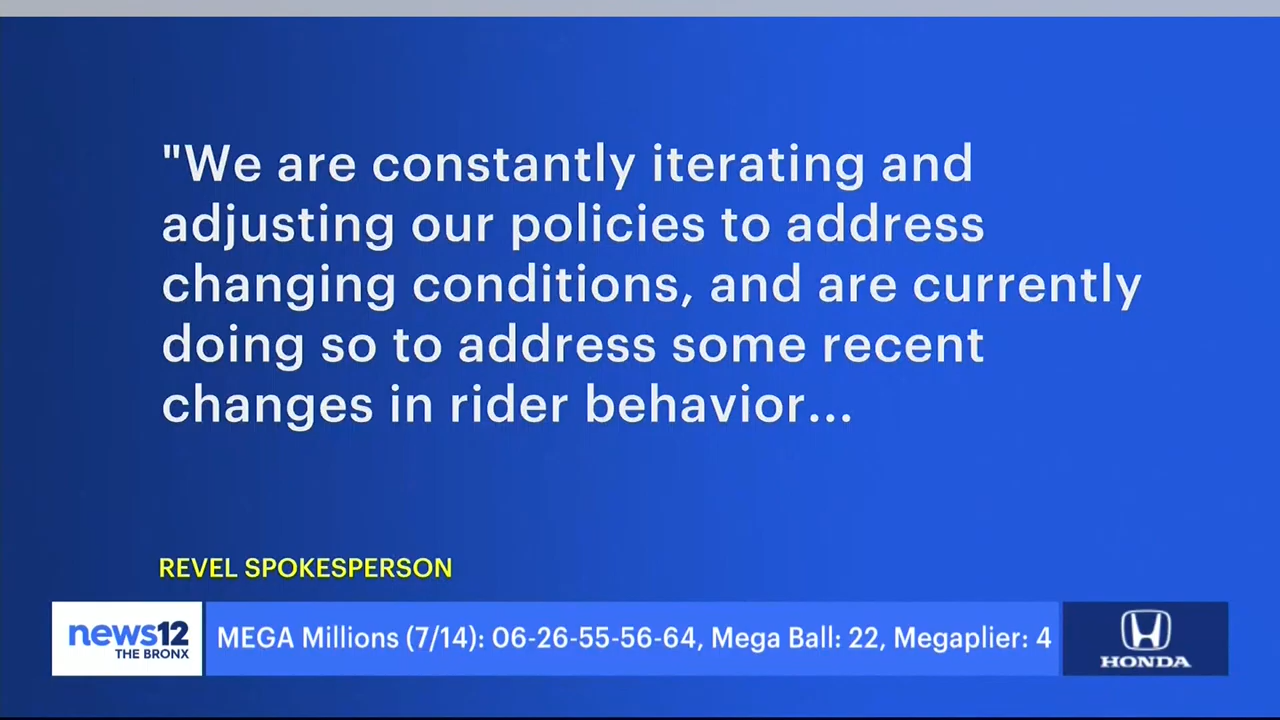 "We are constantly iterating and
adjusting our policies to address
changing conditions, and are currently
doing so to address some recent
changes in rider behavior...
REVEL SPOKESPERSON
news12
THE BRONX
MEGA Millions (7/14): 06-26-55-56-64, Mega Ball: 22, Megaplier: 4
HONDA